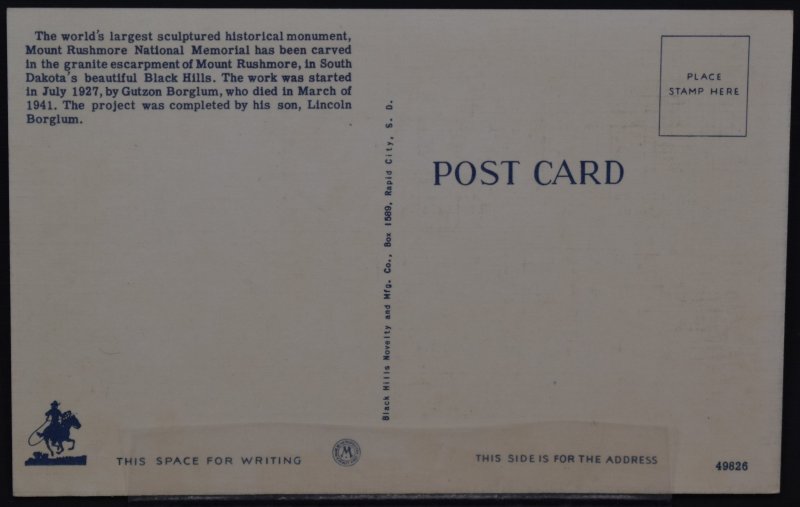 The world's largest sculptured historical monument,
Mount Rushmore National Memorial has been carved
in the granite escarpment of Mount Rushmore, in South
Dakota's beautiful Black Hills. The work was started
in July 1927, by Gutzon Borglum, who died in March of
1941. The project was completed by his son, Lincoln
Borglum.
Black Hills Novelty and Mfg. Co., Box 1589, Rapid City, S. D.
PLACE
STAMP HERE
POST CARD
THIS SPACE FOR WRITING
M
THIS SIDE IS FOR THE ADDRESS
49826